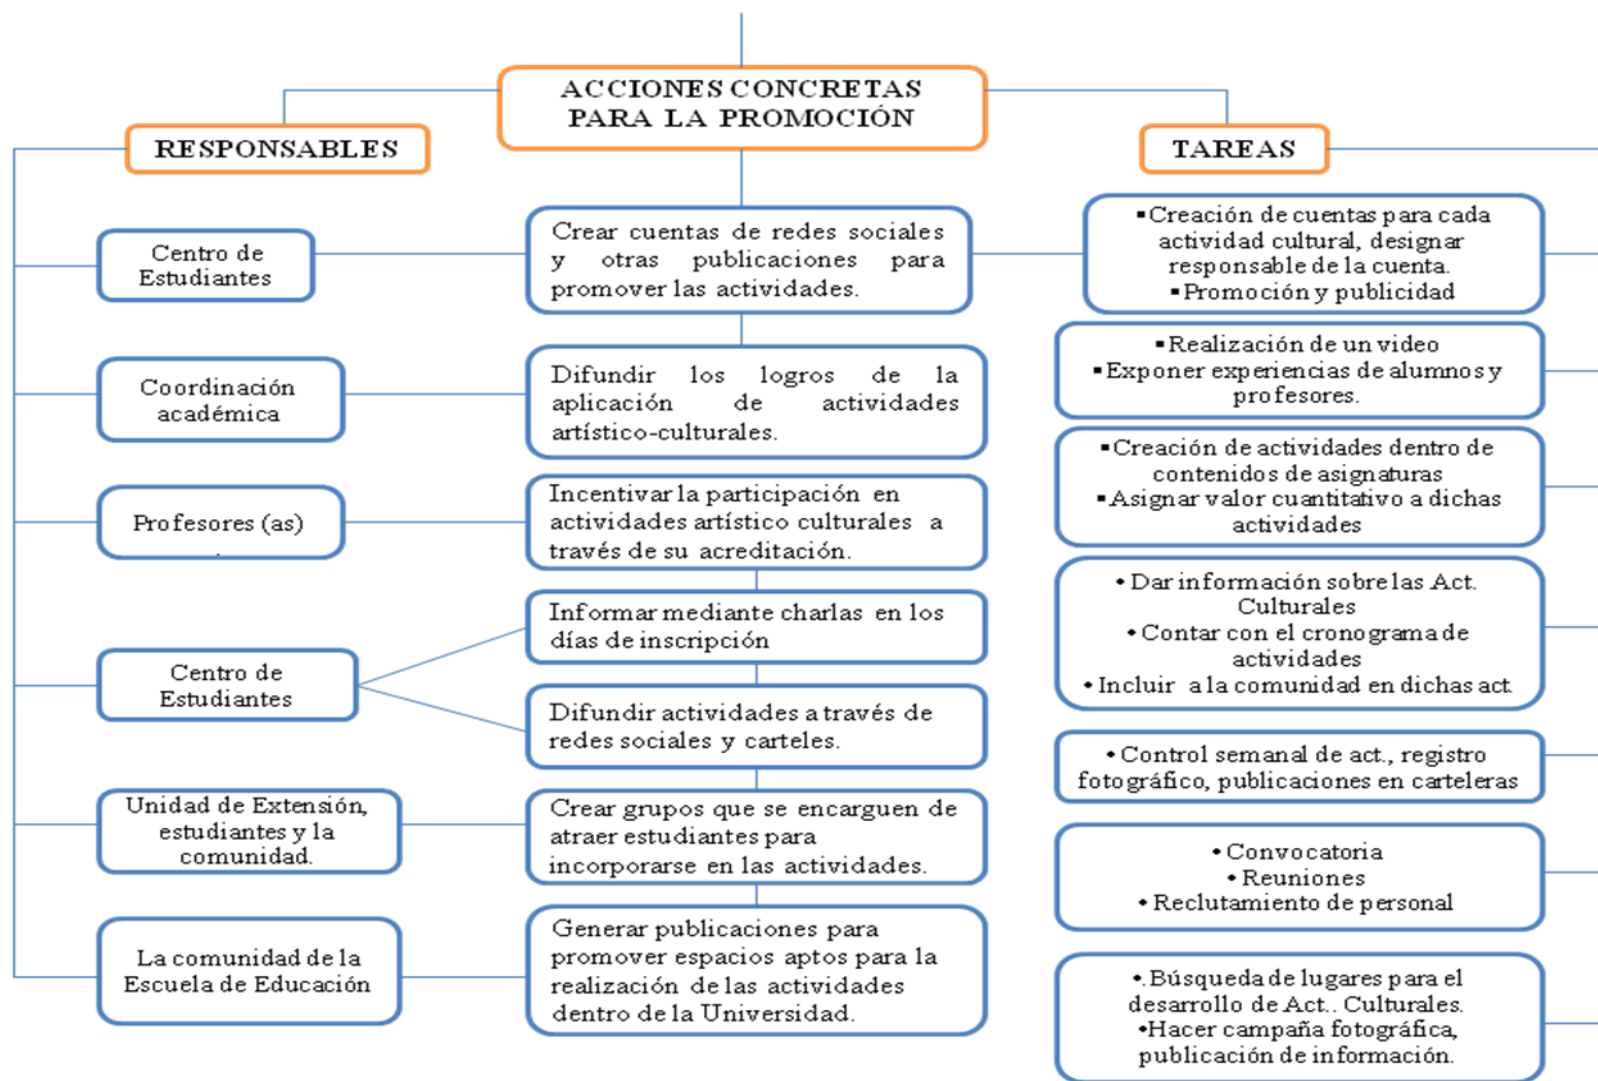 ACCIONES CONCRETAS
PARA LA PROMOCIÓN
RESPONSABLES
TAREAS
Centro de
Estudiantes
Crear cuentas de redes sociales
y otras publicaciones para
promover las actividades.
▪Creación de cuentas para cada
actividad cultural, designar
responsable de la cuenta.
▪Promoción y publicidad
Coordinación
académica
Difundir los logros de la
aplicación de actividades
artístico-culturales.
▪Realización de un video
▪Exponer experiencias de alumnos y
profesores.
Profesores (as)
.
Incentivar la participación en
actividades artístico culturales a
través de su acreditación.
▪Creación de actividades dentro de
contenidos de asignaturas
▪Asignar valor cuantitativo a dichas
actividades
Centro de
Estudiantes
Informar mediante charlas en los
días de inscripción
• Dar información sobre las Act.
Culturales
• Contar con el cronograma de
actividades
• Incluir a la comunidad en dichas act.
Difundir actividades a través de
redes sociales y carteles.
• Control semanal de act., registro
fotográfico, publicaciones en carteleras
Unidad de Extensión,
estudiantes y la
comunidad.
Crear grupos que se encarguen de
atraer estudiantes para
incorporarse en las actividades.
• Convocatoria
• Reuniones
• Reclutamiento de personal
La comunidad de la
Escuela de Educación
Generar publicaciones para
promover espacios aptos para la
realización de las actividades
dentro de la Universidad.
•. Búsqueda de lugares para el
desarrollo de Act.. Culturales.
•Hacer campaña fotográfica,
publicación de información.